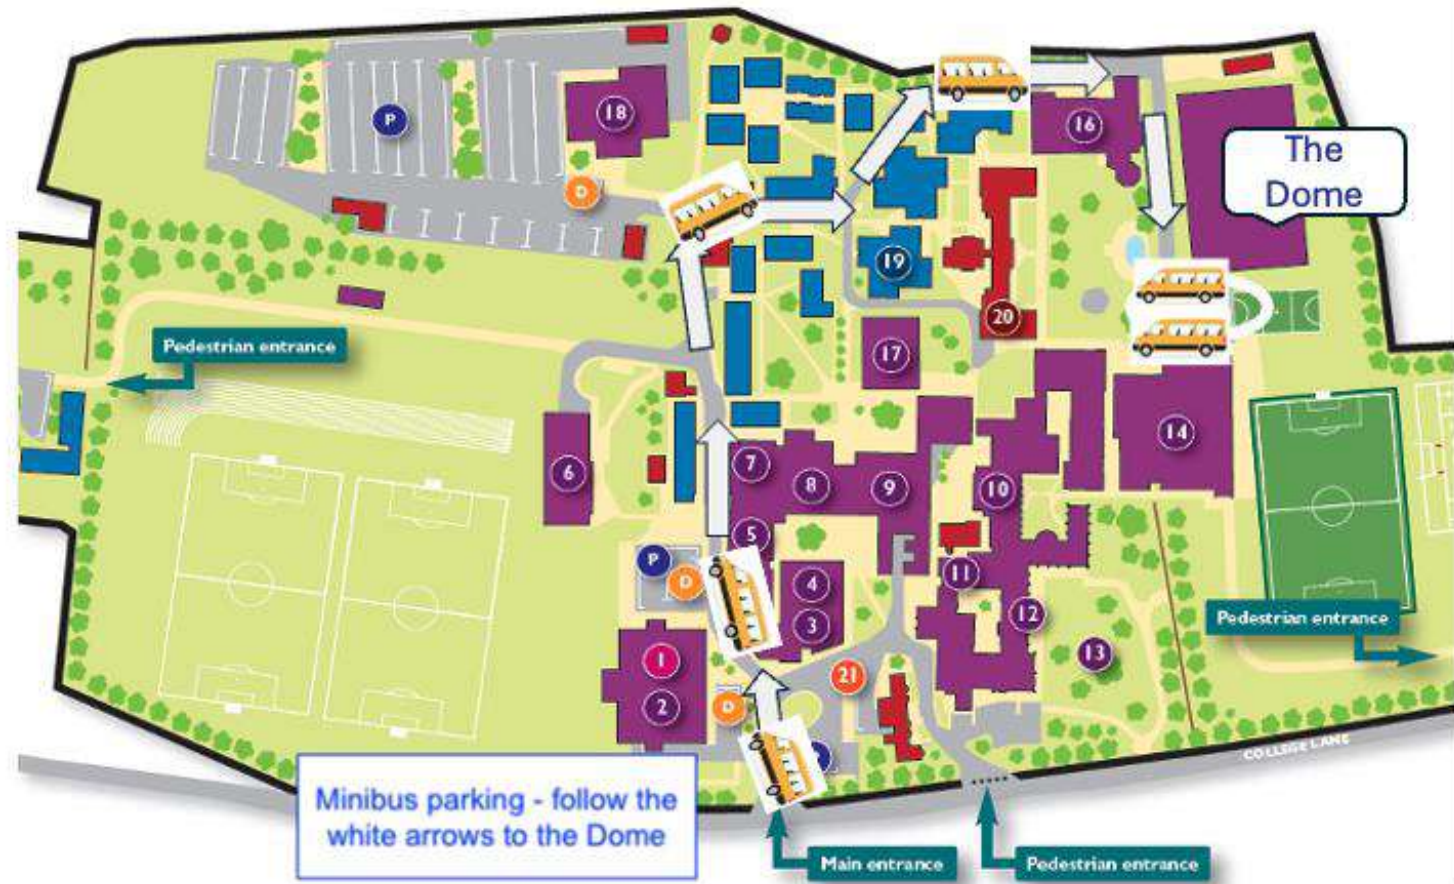 P
18
D
16
The
Dome
19
20
Pedestrian entrance
17
14
6
7
8
9
10
5
P
D
4
11
3
12
Pedestrian entrance
1
13
21
2
D
P
COLLEGE LANE
Minibus parking - follow the
white arrows to the Dome
Main entrance
Pedestrian entrance